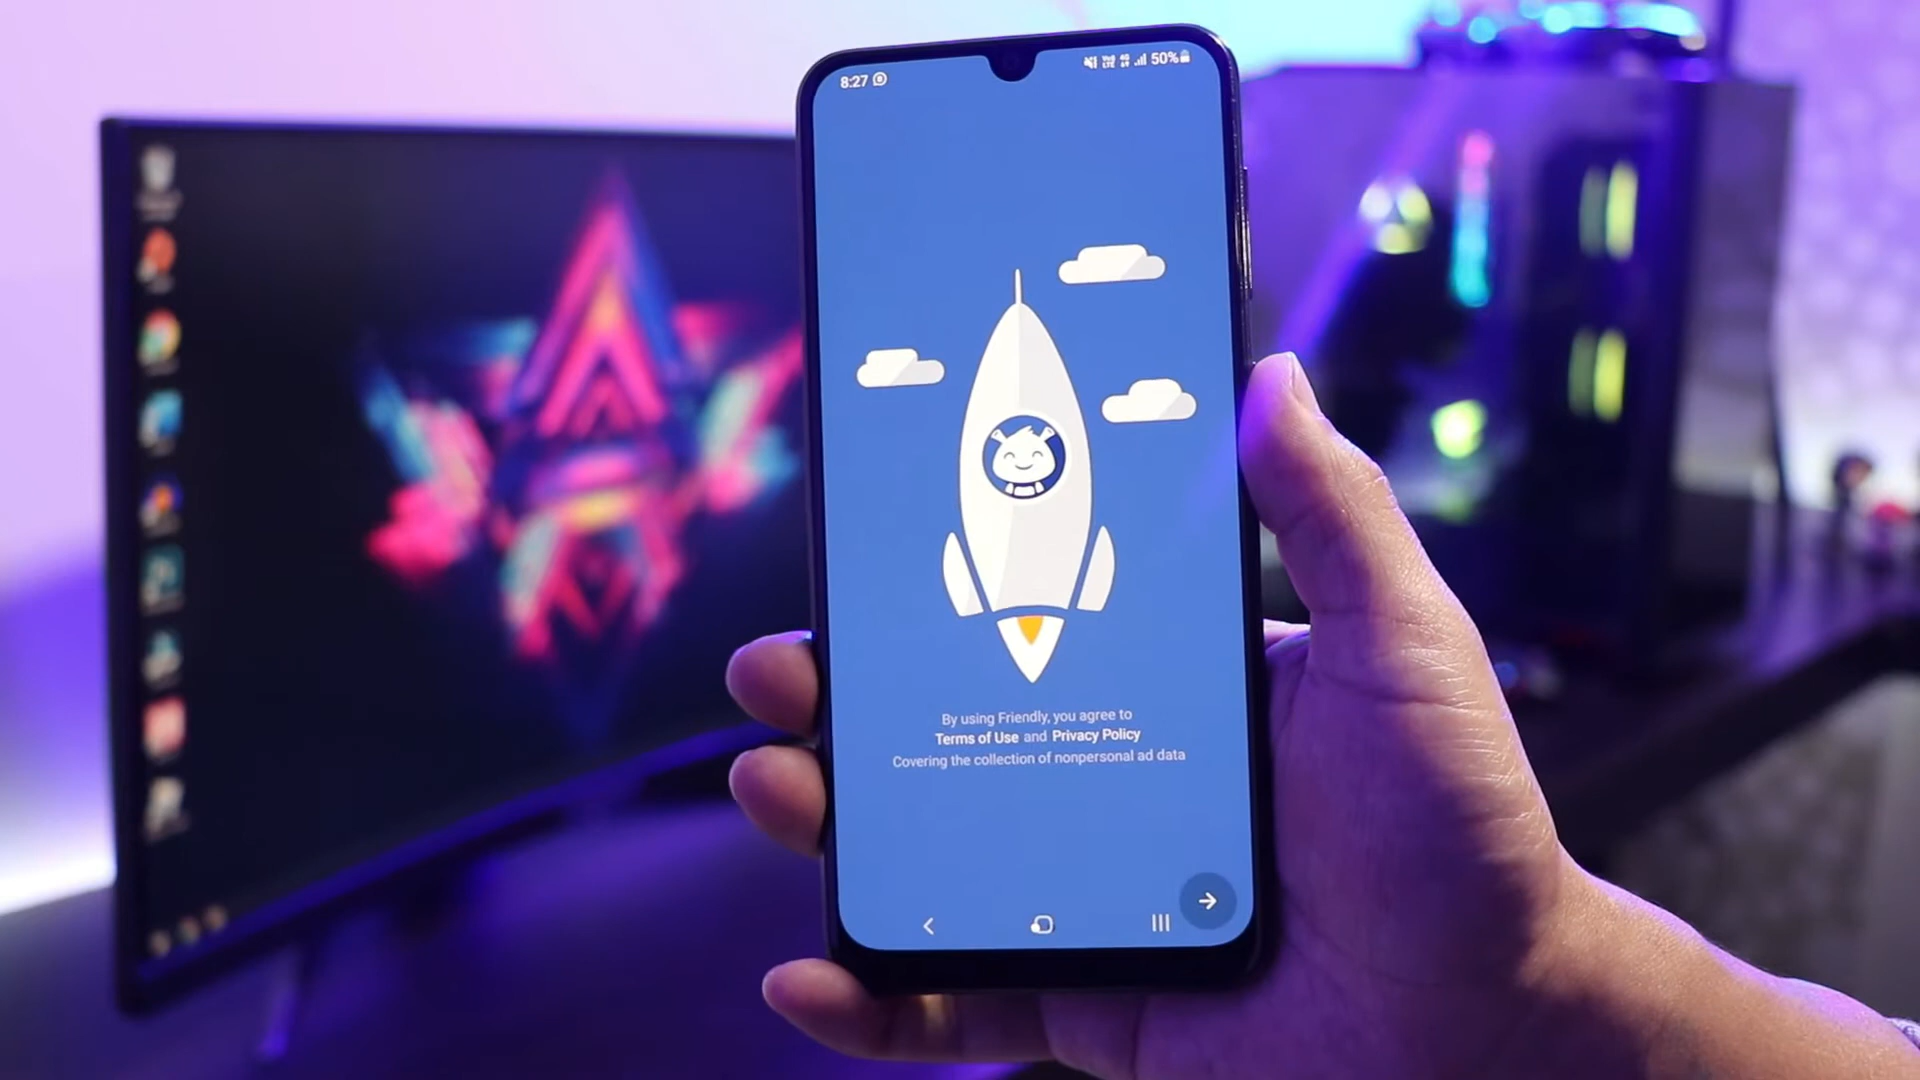 8:27
50%
By using Friendly, you agree to
Terms of Use and Privacy Policy
Covering the collection of nonpersonal ad data